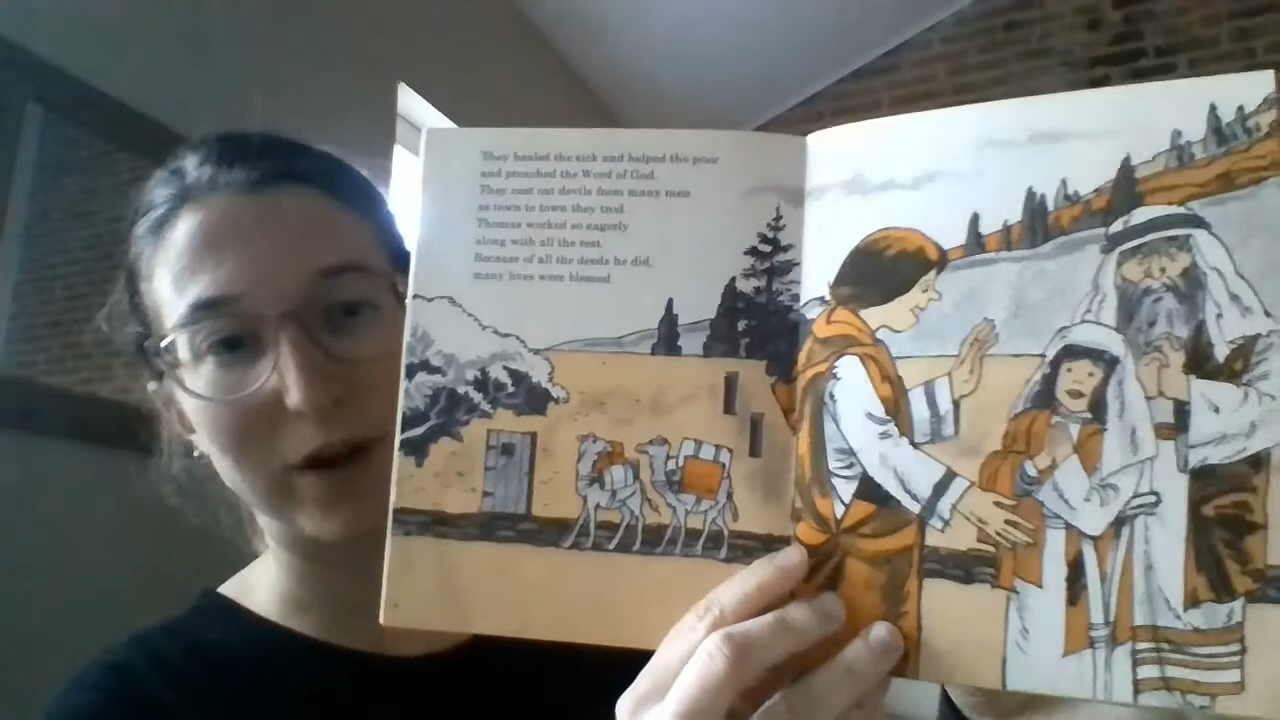 They healed the sick and helped the poor
and preached the Word of God.
They cast out devils from many men
as town to town they trod.
Thomas worked so eagerly
along with all the rest.
Because of all the deeds he did,
many lives were blessed.